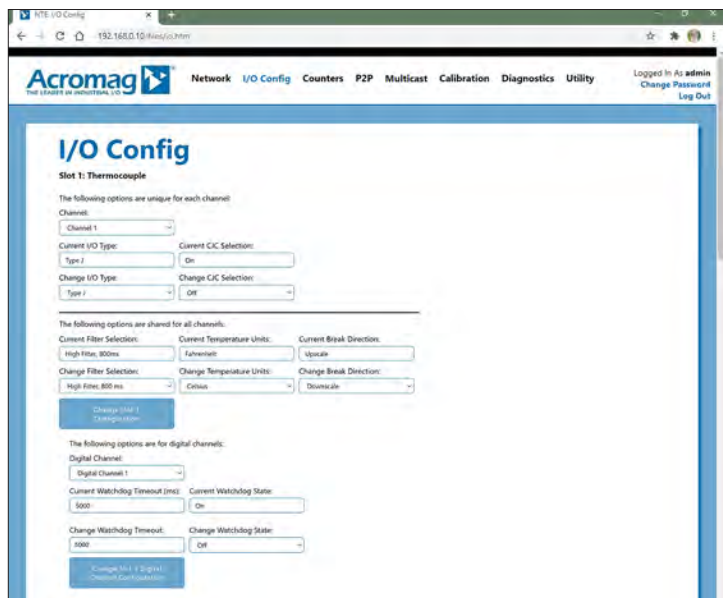 NTE I/O Config
192.168.0.10
Acromag
THE LEADER IN INDUSTRIAL I/O
Network I/O Config Counters P2P Multicast Calibration Diagnostics Utility
Logged In As admin
Change Password
Log Out
I/O Config
Slot 1: Thermocouple
The following options are unique for each channel:
Channel:
Channel 1
Current I/O Type: Current CJC Selection:
Type J On
Change I/O Type: Change CJC Selection:
Type J Off
The following options are shared for all channels:
Current Filter Selection: Current Temperature Units: Current Break Direction:
High Filter, 800ms Fahrenheit Upscale
Change Filter Selection: Change Temperature Units: Change Break Direction:
High Filter, 800 ms Celsius Downscale
Change Slot 1
Configuration
The following options are for digital channels:
Digital Channel:
Digital Channel 1
Current Watchdog Timeout (ms): Current Watchdog State:
5000 On
Change Watchdog Timeout: Change Watchdog State:
5000 Off
Change Slot 1 Digital
Channel Configuration